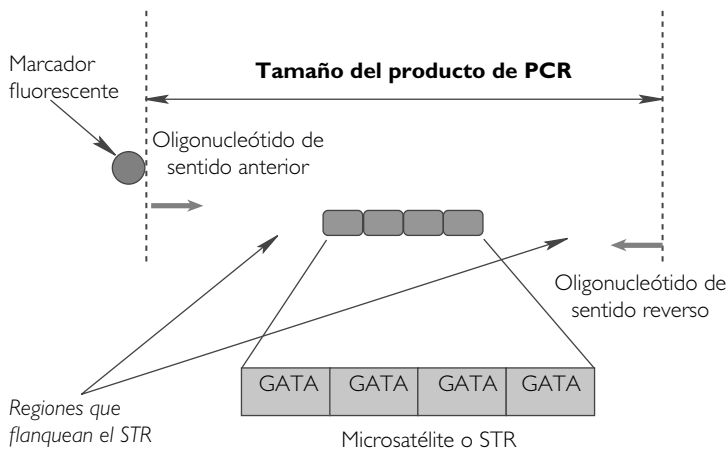 Marcador
fluorescente
Tamaño del producto de PCR
Oligonucleótido de
sentido anterior
Oligonucleótido de
sentido reverso
GATA GATA GATA GATA
Regiones que
flanquean el STR
Microsatélite o STR